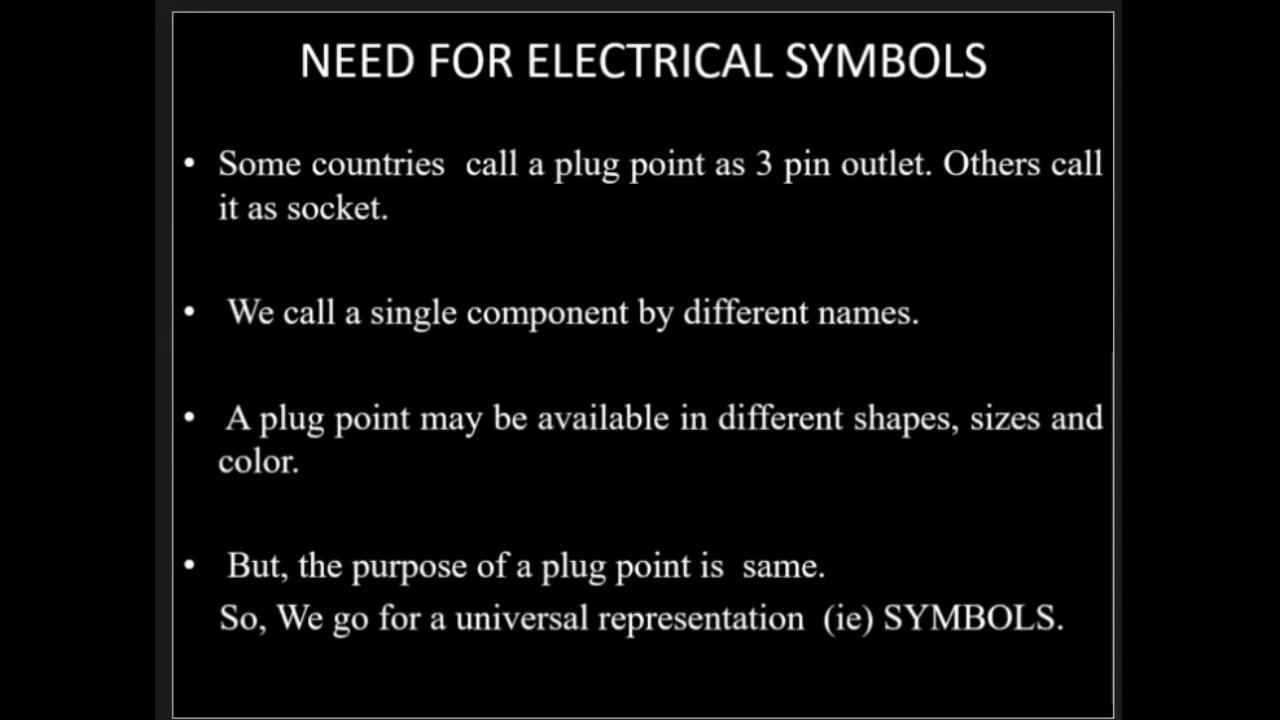 NEED FOR ELECTRICAL SYMBOLS
• Some countries  call a plug point as 3 pin outlet. Others call
it as socket.
• We call a single component by different names.
• A plug point may be available in different shapes, sizes and
color.
• But, the purpose of a plug point is  same.
So, We go for a universal representation  (ie) SYMBOLS.